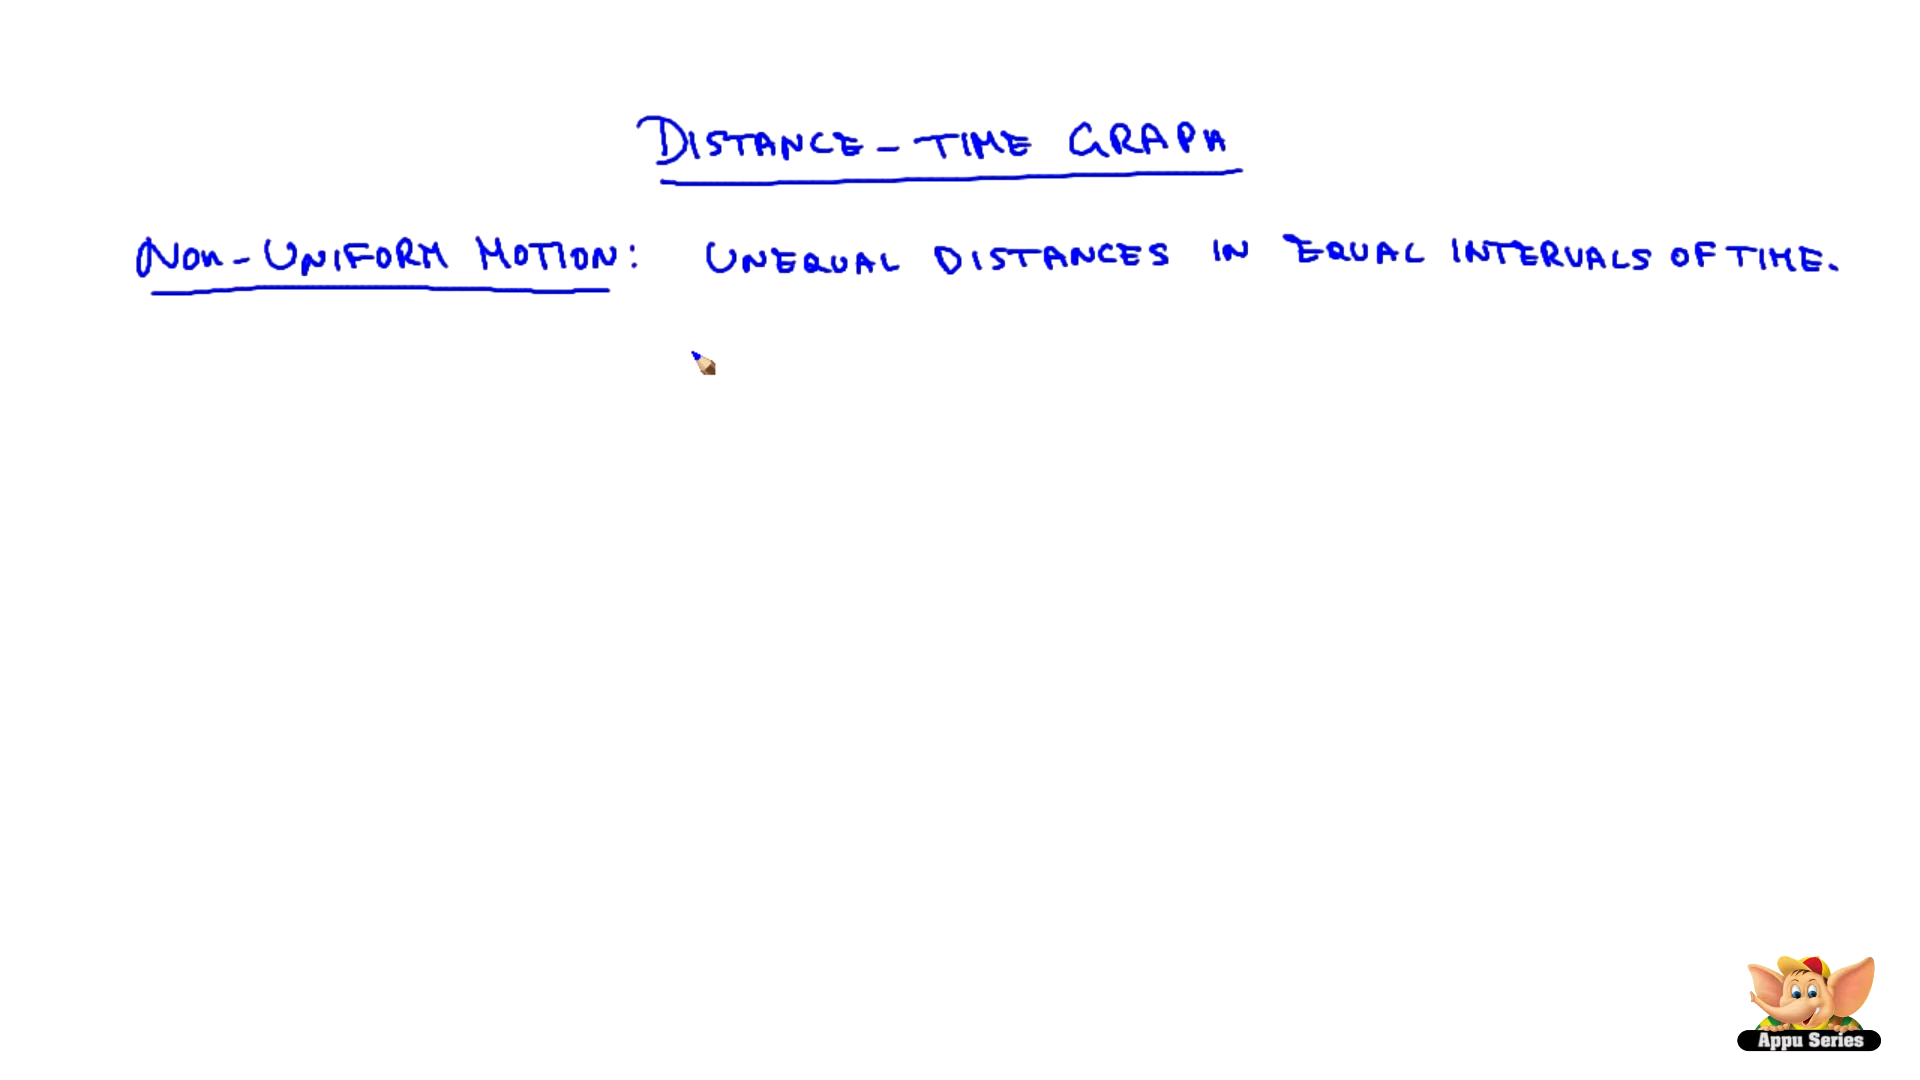 DISTANCE - TIME GRAPH
NON-UNIFORM MOTION: UNEQUAL DISTANCES IN EQUAL INTERVALS OF TIME.
Appu Series